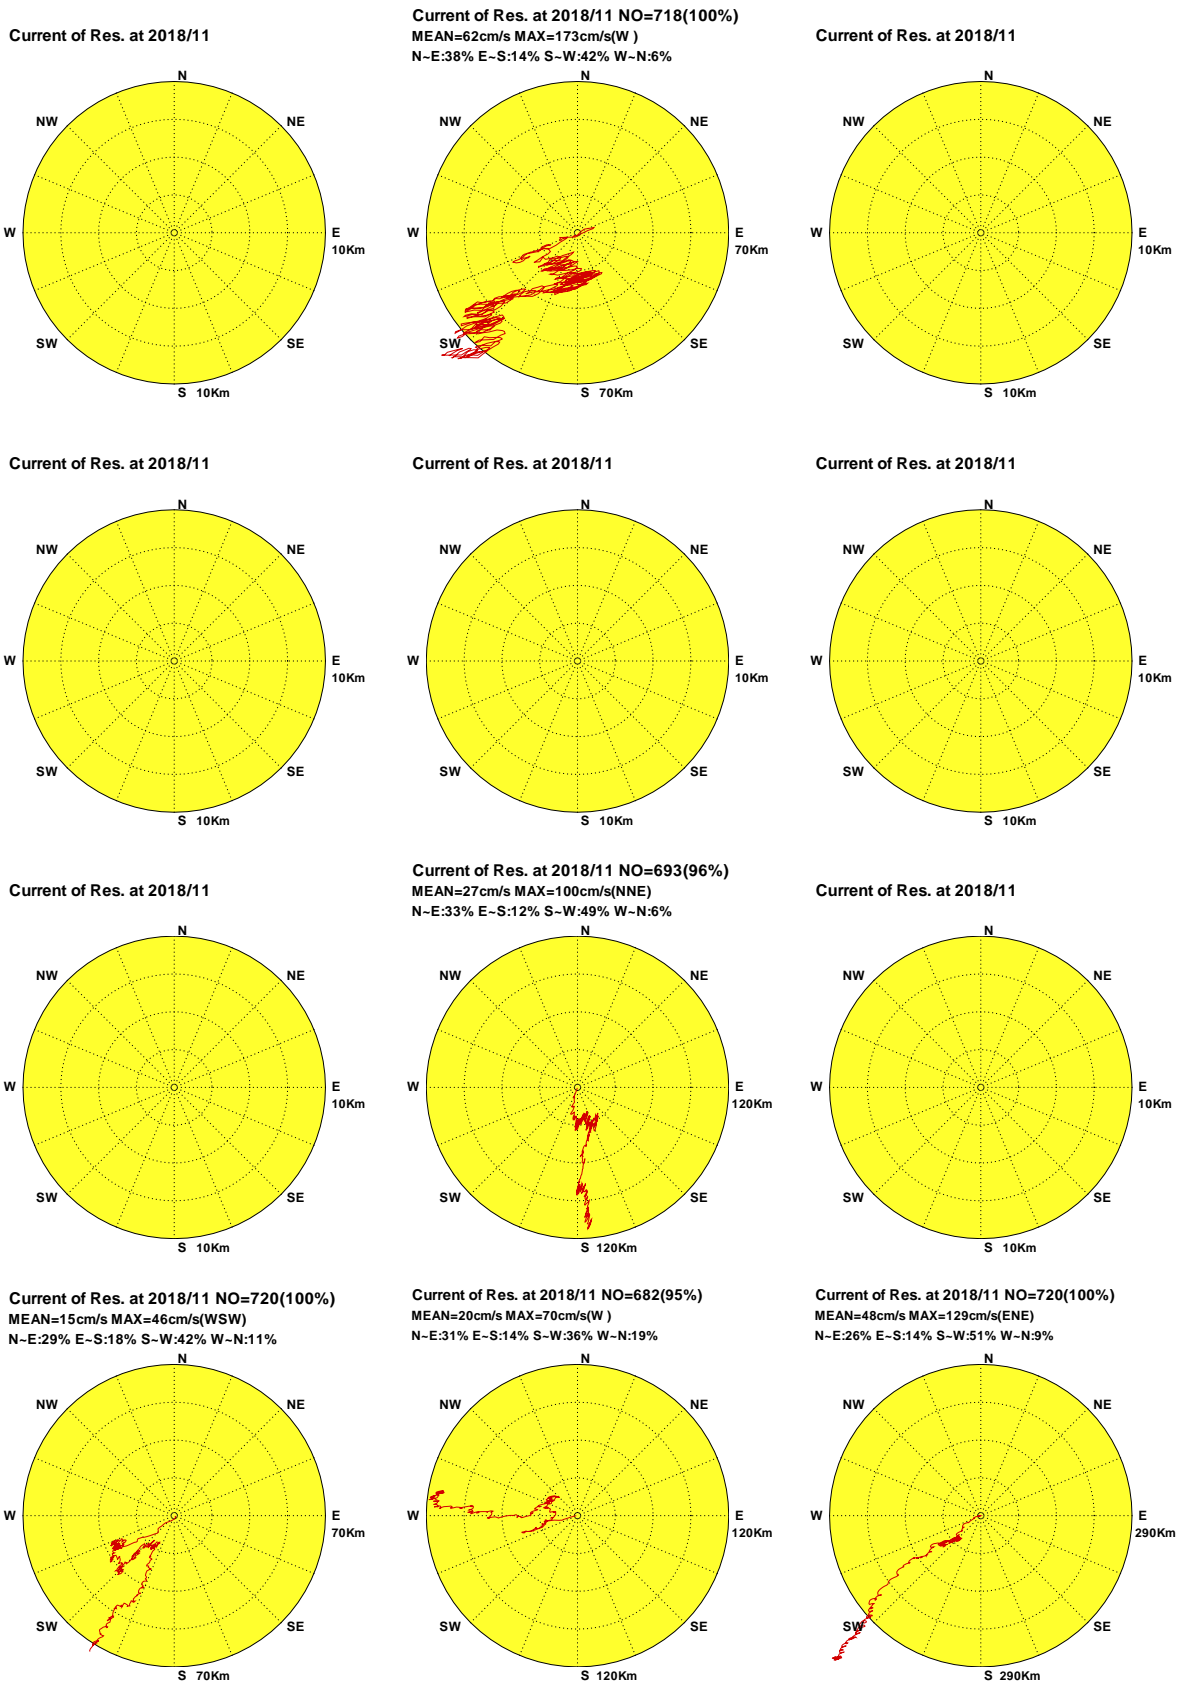 Current of Res. at 2018/11
N
NW
NE
W
E
10Km
SW
SE
S 10Km
Current of Res. at 2018/11 NO=718(100%)
MEAN=62cm/s MAX=173cm/s(W )
N~E:38% E~S:14% S~W:42% W~N:6%
N
NW
NE
W
E
70Km
SW
SE
S 70Km
Current of Res. at 2018/11
N
NW
NE
W
E
10Km
SW
SE
S 10Km
Current of Res. at 2018/11
N
NW
NE
W
E
10Km
SW
SE
S 10Km
Current of Res. at 2018/11
N
NW
NE
W
E
10Km
SW
SE
S 10Km
Current of Res. at 2018/11
N
NW
NE
W
E
10Km
SW
SE
S 10Km
Current of Res. at 2018/11
N
NW
NE
W
E
10Km
SW
SE
S 10Km
Current of Res. at 2018/11 NO=693(96%)
MEAN=27cm/s MAX=100cm/s(NNE)
N~E:33% E~S:12% S~W:49% W~N:6%
N
NW
NE
W
E
120Km
SW
SE
S 120Km
Current of Res. at 2018/11
N
NW
NE
W
E
10Km
SW
SE
S 10Km
Current of Res. at 2018/11 NO=720(100%)
MEAN=15cm/s MAX=46cm/s(WSW)
N~E:29% E~S:18% S~W:42% W~N:11%
N
NW
NE
W
E
70Km
SW
SE
S 70Km
Current of Res. at 2018/11 NO=682(95%)
MEAN=20cm/s MAX=70cm/s(W )
N~E:31% E~S:14% S~W:36% W~N:19%
N
NW
NE
W
E
120Km
SW
SE
S 120Km
Current of Res. at 2018/11 NO=720(100%)
MEAN=48cm/s MAX=129cm/s(ENE)
N~E:26% E~S:14% S~W:51% W~N:9%
N
NW
NE
W
E
290Km
SW
SE
S 290Km